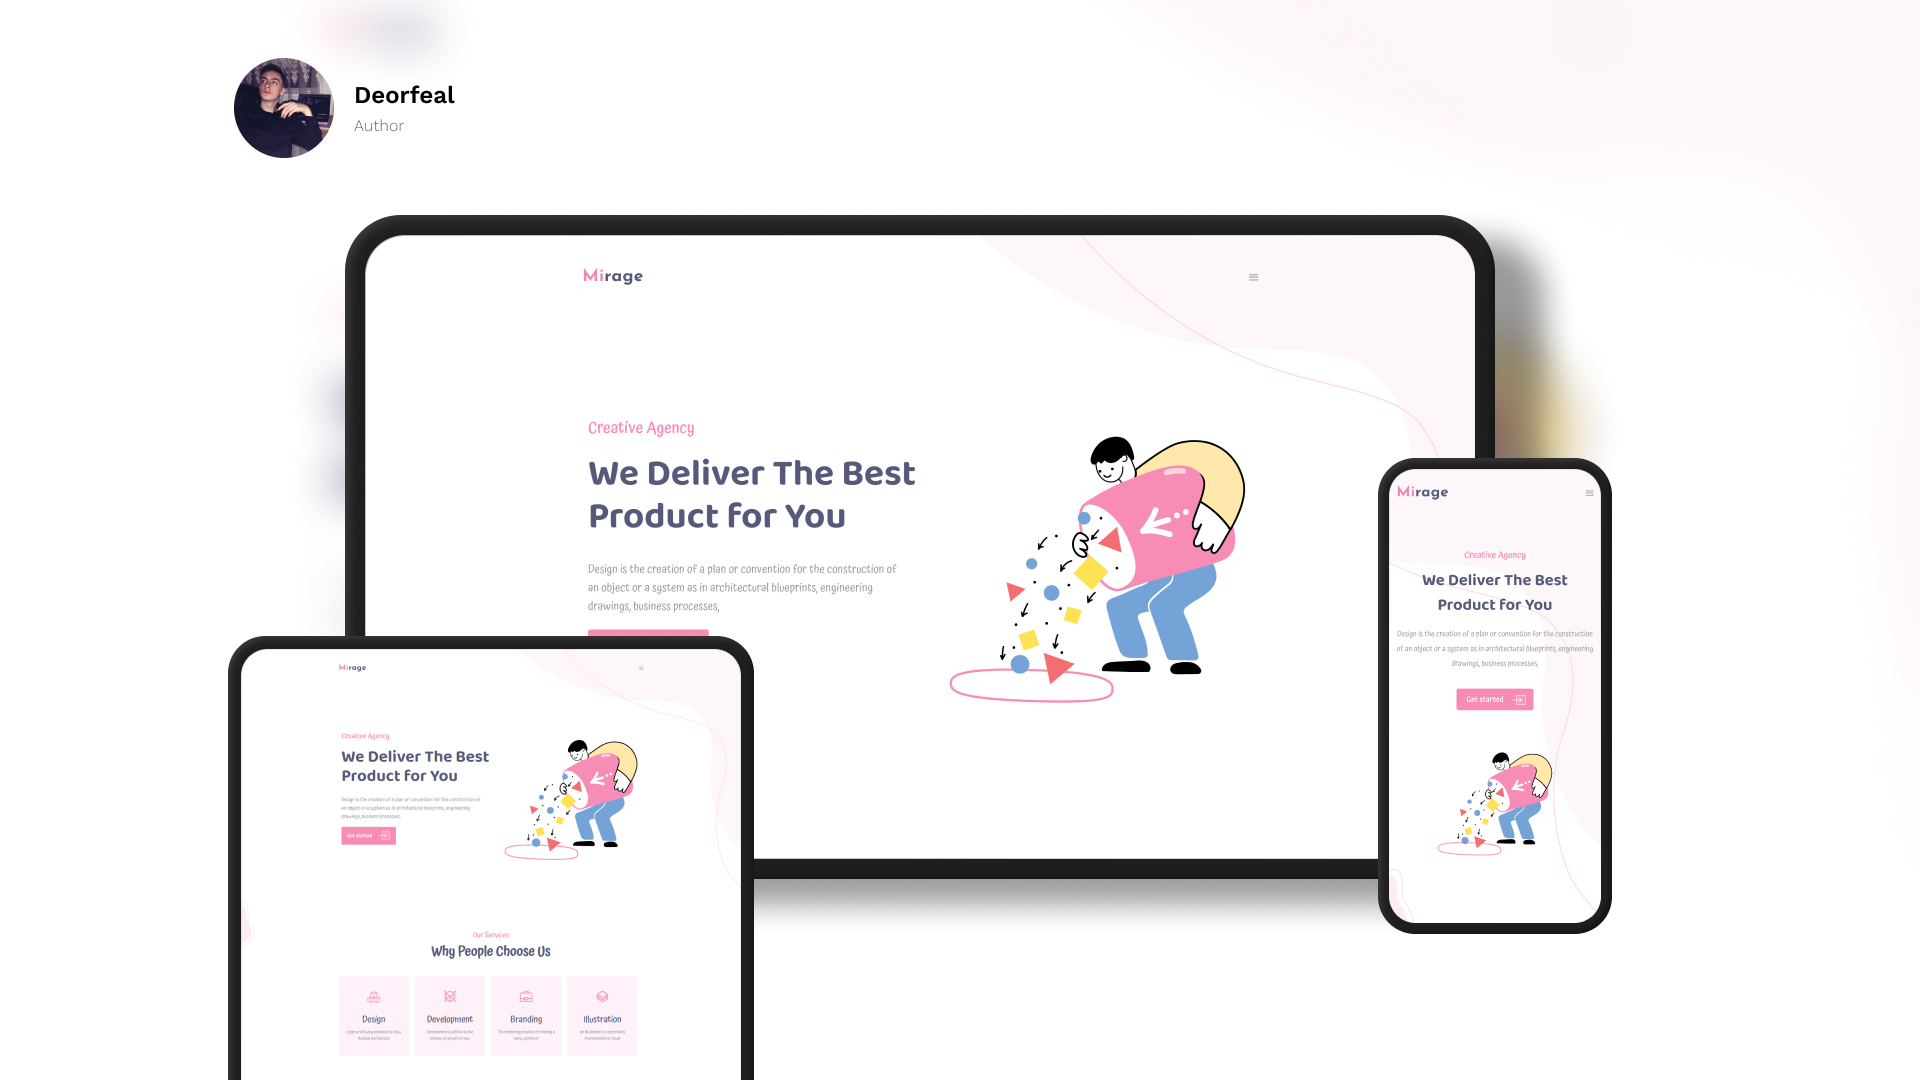 Deorfeal
Author
Mirage
Creative Agency
We Deliver The Best
Product for You
Design is the creation of a plan or convention for the construction of
an object or a system as in architectural blueprints, engineering
drawings, business processes,
Mirage
Creative Agency
We Deliver The Best
Product for You
Design is the creation of a plan or convention for the construction
of an object or a system as in architectural blueprints, engineering
drawings, business processes,
Get started
Mirage
Creative Agency
We Deliver The Best
Product for You
Design is the creation of a plan or convention for the construction of
an object or a system as in architectural blueprints, engineering
drawings, business processes,
Get started
Our Services
Why People Choose Us
Design
Development
Branding
Illustration